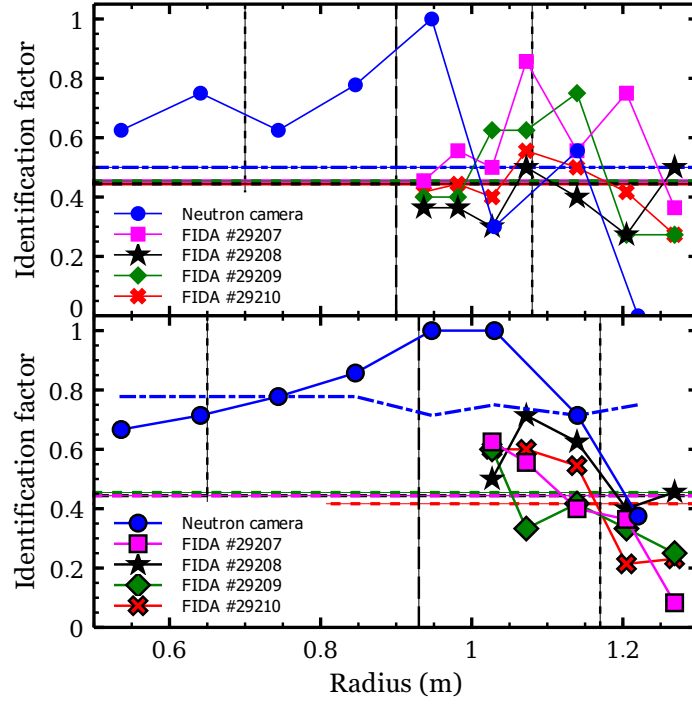 Identification factor
1
0.8
0.6
0.4
0.2
0
Neutron camera
FIDA #29207
FIDA #29208
FIDA #29209
FIDA #29210
Identification factor
1
0.8
0.6
0.4
0.2
0
Neutron camera
FIDA #29207
FIDA #29208
FIDA #29209
FIDA #29210
0.6 0.8 1 1.2
Radius (m)